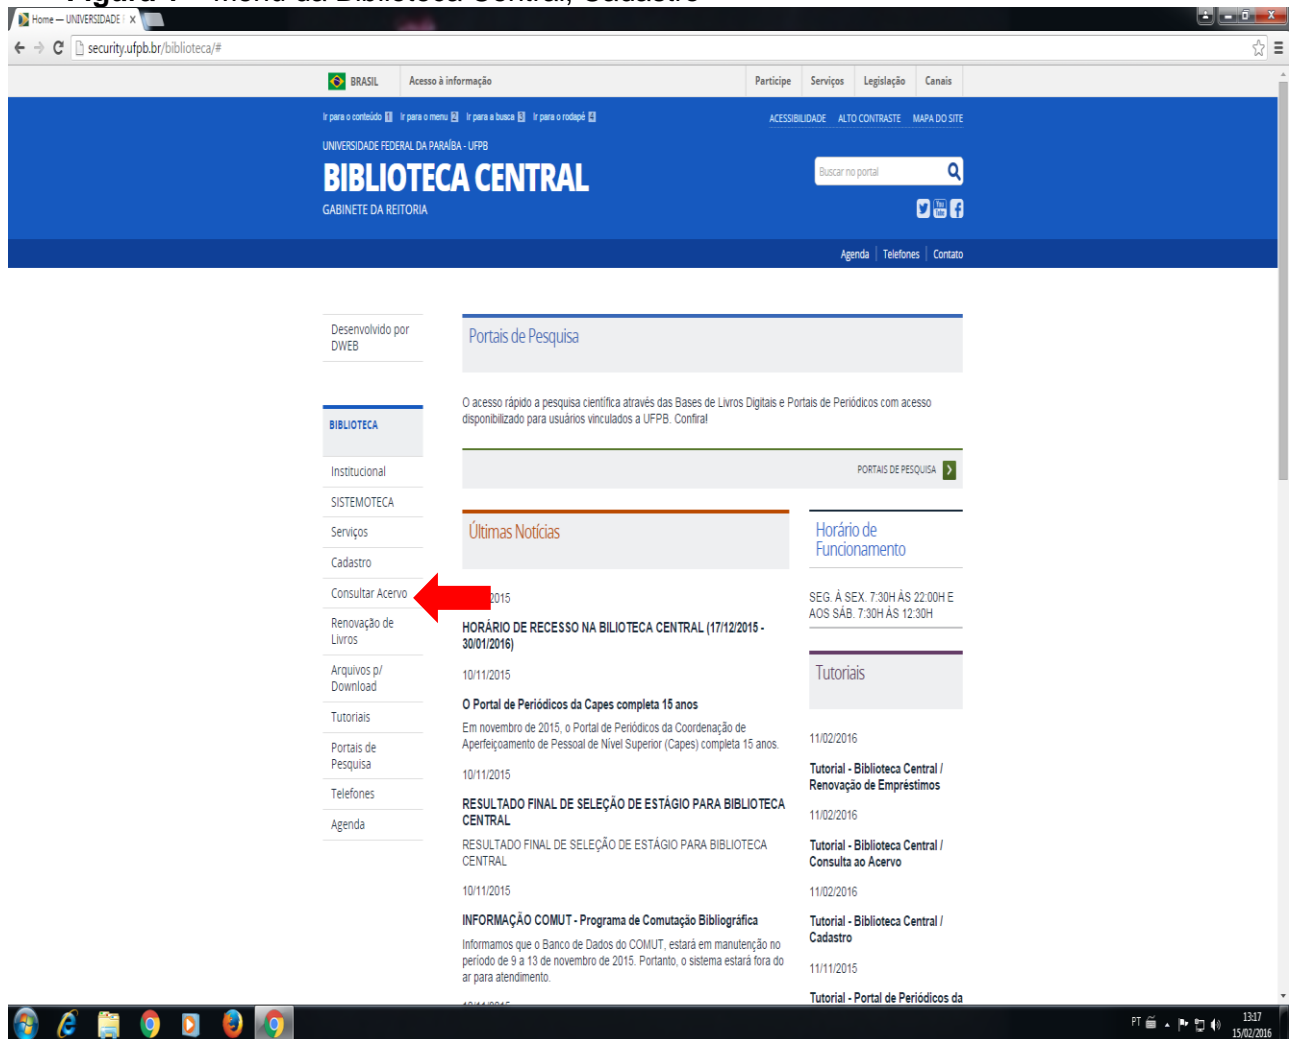 Figura 1 – Menu da Biblioteca Central, Cadastro
Home — UNIVERSIDADE
security.ufpb.br/biblioteca/#
BRASIL Acesso à informação Participe Serviços Legislação Canais
Ir para o conteúdo 1 Ir para o menu 2 Ir para a busca 3 Ir para o rodapé 4 ACESSIBILIDADE ALTO CONTRASTE MAPA DO SITE
UNIVERSIDADE FEDERAL DA PARAÍBA - UFPB
BIBLIOTECA CENTRAL
Buscar no portal
GABINETE DA REITORIA
Agenda Telefones Contato
Desenvolvido por
DWEB
BIBLIOTECA
Institucional
SISTEMOTECA
Serviços
Cadastro
Consultar Acervo
Renovação de
Livros
Arquivos p/
Download
Tutoriais
Portais de
Pesquisa
Telefones
Agenda
Portais de Pesquisa
O acesso rápido a pesquisa científica através das Bases de Livros Digitais e Portais de Periódicos com acesso
disponibilizado para usuários vinculados a UFPB. Confira!
PORTAIS DE PESQUISA
Últimas Notícias
2015
HORÁRIO DE RECESSO NA BILIOTECA CENTRAL (17/12/2015 -
30/01/2016)
10/11/2015
O Portal de Periódicos da Capes completa 15 anos
Em novembro de 2015, o Portal de Periódicos da Coordenação de
Aperfeiçoamento de Pessoal de Nível Superior (Capes) completa 15 anos.
10/11/2015
RESULTADO FINAL DE SELEÇÃO DE ESTÁGIO PARA BIBLIOTECA
CENTRAL
RESULTADO FINAL DE SELEÇÃO DE ESTÁGIO PARA BIBLIOTECA
CENTRAL
10/11/2015
INFORMAÇÃO COMUT - Programa de Comutação Bibliográfica
Informamos que o Banco de Dados do COMUT, estará em manutenção no
período de 9 a 13 de novembro de 2015. Portanto, o sistema estará fora do
ar para atendimento.
Horário de
Funcionamento
SEG. À SEX. 7:30H ÀS 22:00H E
AOS SÁB. 7:30H ÀS 12:30H
Tutoriais
11/02/2016
Tutorial - Biblioteca Central /
Renovação de Empréstimos
11/02/2016
Tutorial - Biblioteca Central /
Consulta ao Acervo
11/02/2016
Tutorial - Biblioteca Central /
Cadastro
11/11/2015
Tutorial - Portal de Periódicos da
PT
13:17
15/02/2016